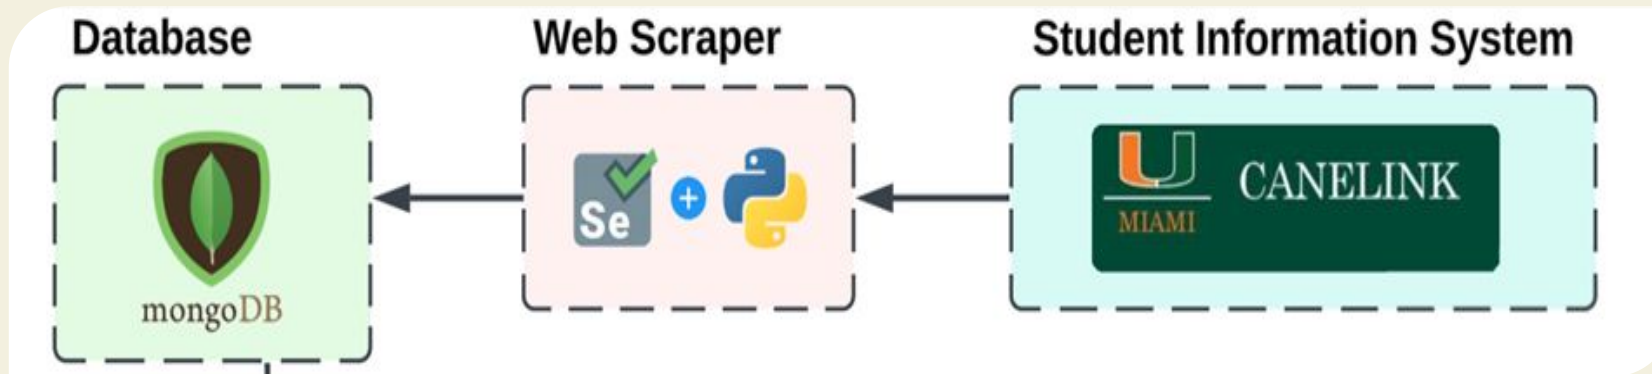 Database
Web Scraper
Student Information System
mongoDB
Se
U
MIAMI
CANELINK